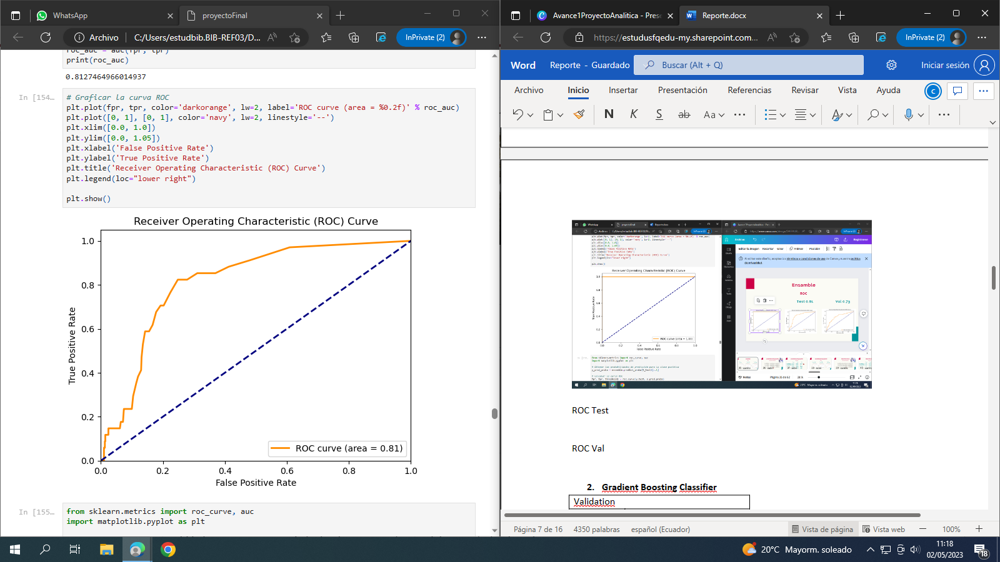 WhatsApp
proyectoFinal
Archivo
C:/Users/estudbib.BIB-REF03/D...
InPrivate (2)
roc_auc = auc(fpr, tpr)
print(roc_auc)
0.8127464966014937
In [154...
# Graficar la curva ROC
plt.plot(fpr, tpr, color='darkorange', lw=2, label='ROC curve (area = %0.2f)' % roc_auc)
plt.plot([0, 1], [0, 1], color='navy', lw=2, linestyle='--')
plt.xlim([0.0, 1.0])
plt.ylim([0.0, 1.05])
plt.xlabel('False Positive Rate')
plt.ylabel('True Positive Rate')
plt.title('Receiver Operating Characteristic (ROC) Curve')
plt.legend(loc="lower right")
plt.show()
Receiver Operating Characteristic (ROC) Curve
1.0
0.8
0.6
0.4
0.2
0.0
True Positive Rate
ROC curve (area = 0.81)
0.0 0.2 0.4 0.6 0.8 1.0
False Positive Rate
In [155...
from sklearn.metrics import roc_curve, auc
import matplotlib.pyplot as plt
Avance1ProyectoAnalitica - Prese
Reporte.docx
https://estudusfqedu-my.sharepoint.com...
InPrivate (2)
Word
Reporte - Guardado
Buscar (Alt + Q)
Iniciar sesión
Archivo Inicio Insertar Presentación Referencias Revisar Vista Ayuda
C
N K S ab Aa
Ensamble
ROC
Test 0.81
Val 0.73
ROC Test
ROC Val
2. Gradient Boosting Classifier
Validation
Página 7 de 16
4350 palabras
español (Ecuador)
Vista de página
Vista web
100%
20°C Mayorm. soleado
11:18
02/05/2023
18